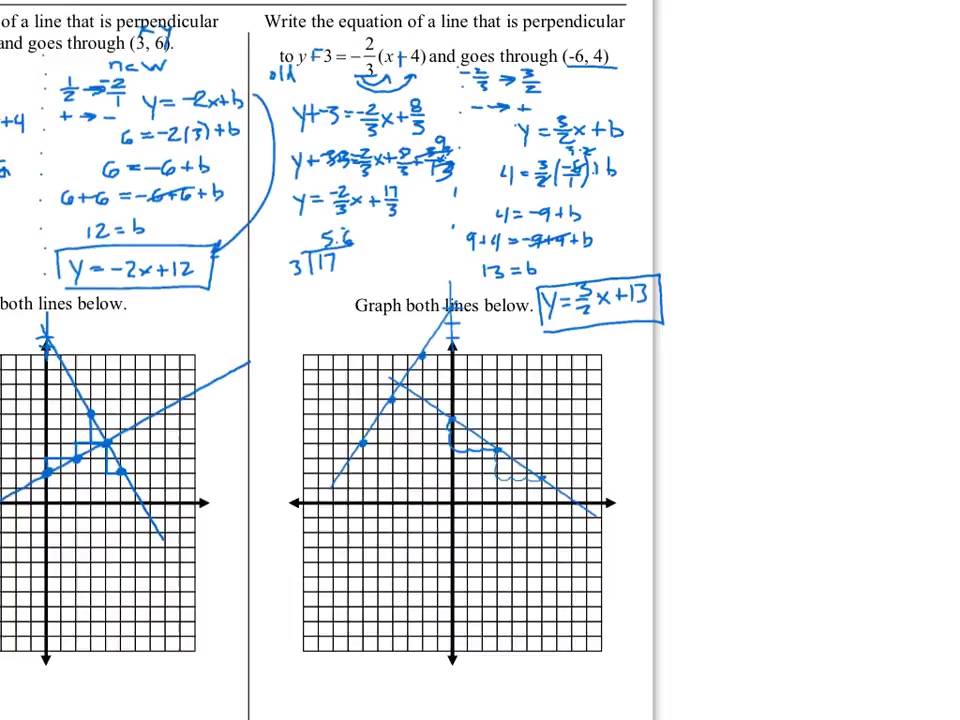 of a line that is perpendicular
and goes through (3, 6).
x y
new
1/2 → -2/1
+ → -
y = -2x+b
+4
6 = -2(3)+b
6 = -6+b
6+6 = -6+6+b
12 = b
y = -2x+12
both lines below.
Write the equation of a line that is perpendicular
to y - 3 = -2/3 (x + 4) and goes through (-6, 4)
old
y+-3 = -2/3x + 8/3
y = -2/3x + 17/3
5.6
3 17
-2/3 → 3/2
- → +
y = 3/2x+b
4 = 3/2(-6/1)+b
4 = -9+b
9+4 = -9+9+b
13 = b
Graph both lines below.
y = 3/2x+13